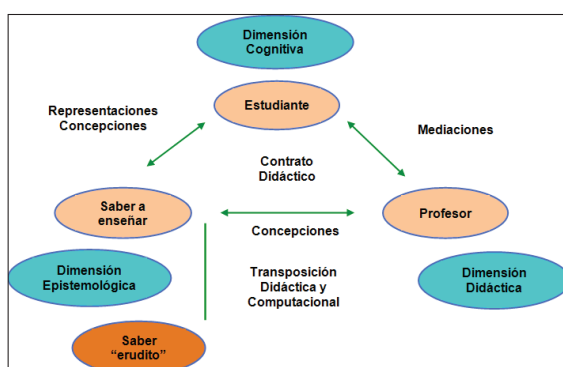 Dimensión
Cognitiva
Estudiante
Representaciones
Concepciones
Mediaciones
Contrato
Didáctico
Saber a
enseñar
Profesor
Concepciones
Dimensión
Epistemológica
Transposición
Didáctica y
Computacional
Dimensión
Didáctica
Saber
“erudito”